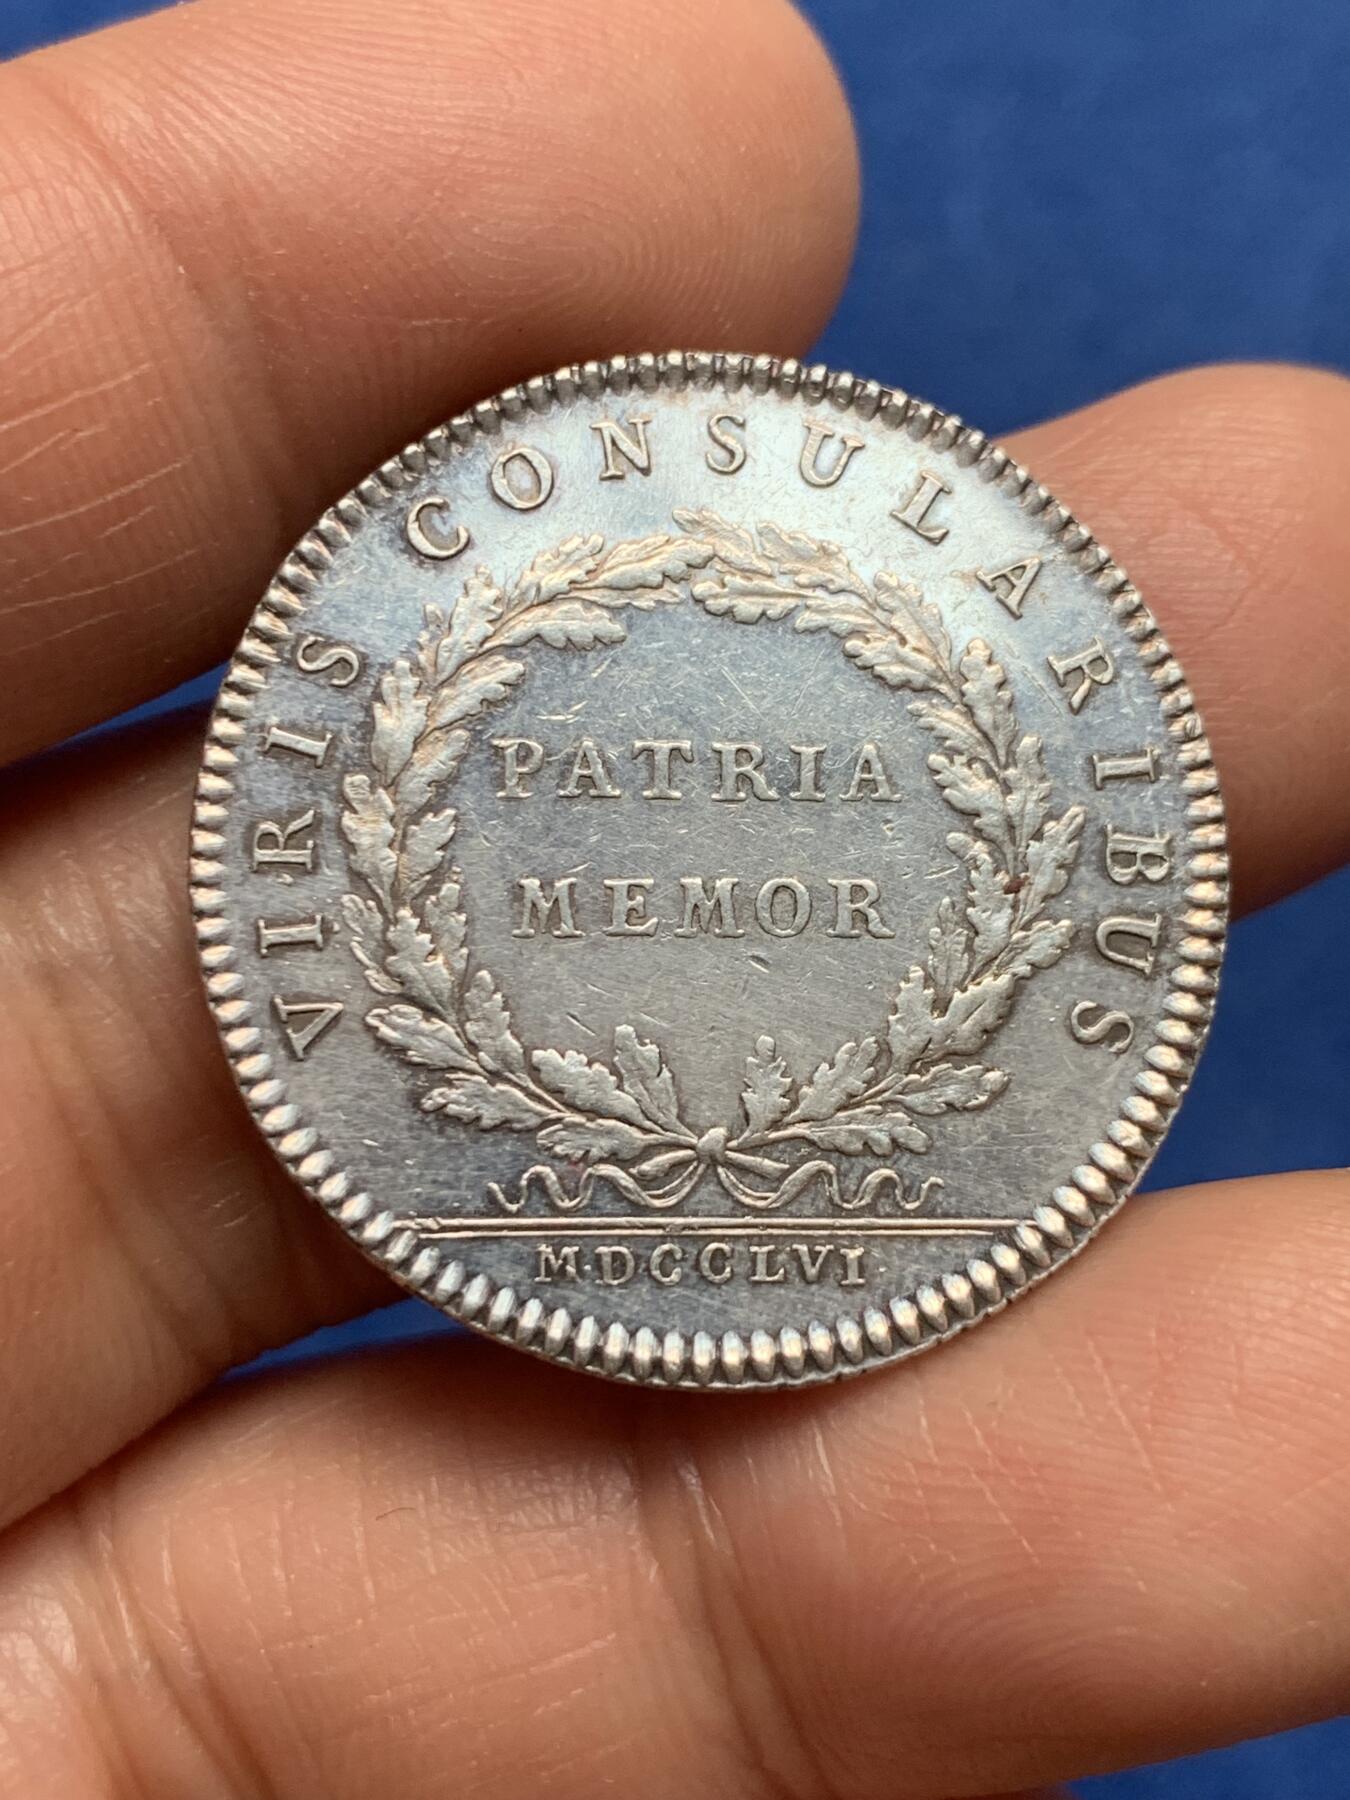 VIRIS CONSULARIBUS
PATRIA
MEMOR
M·DCCLVI·